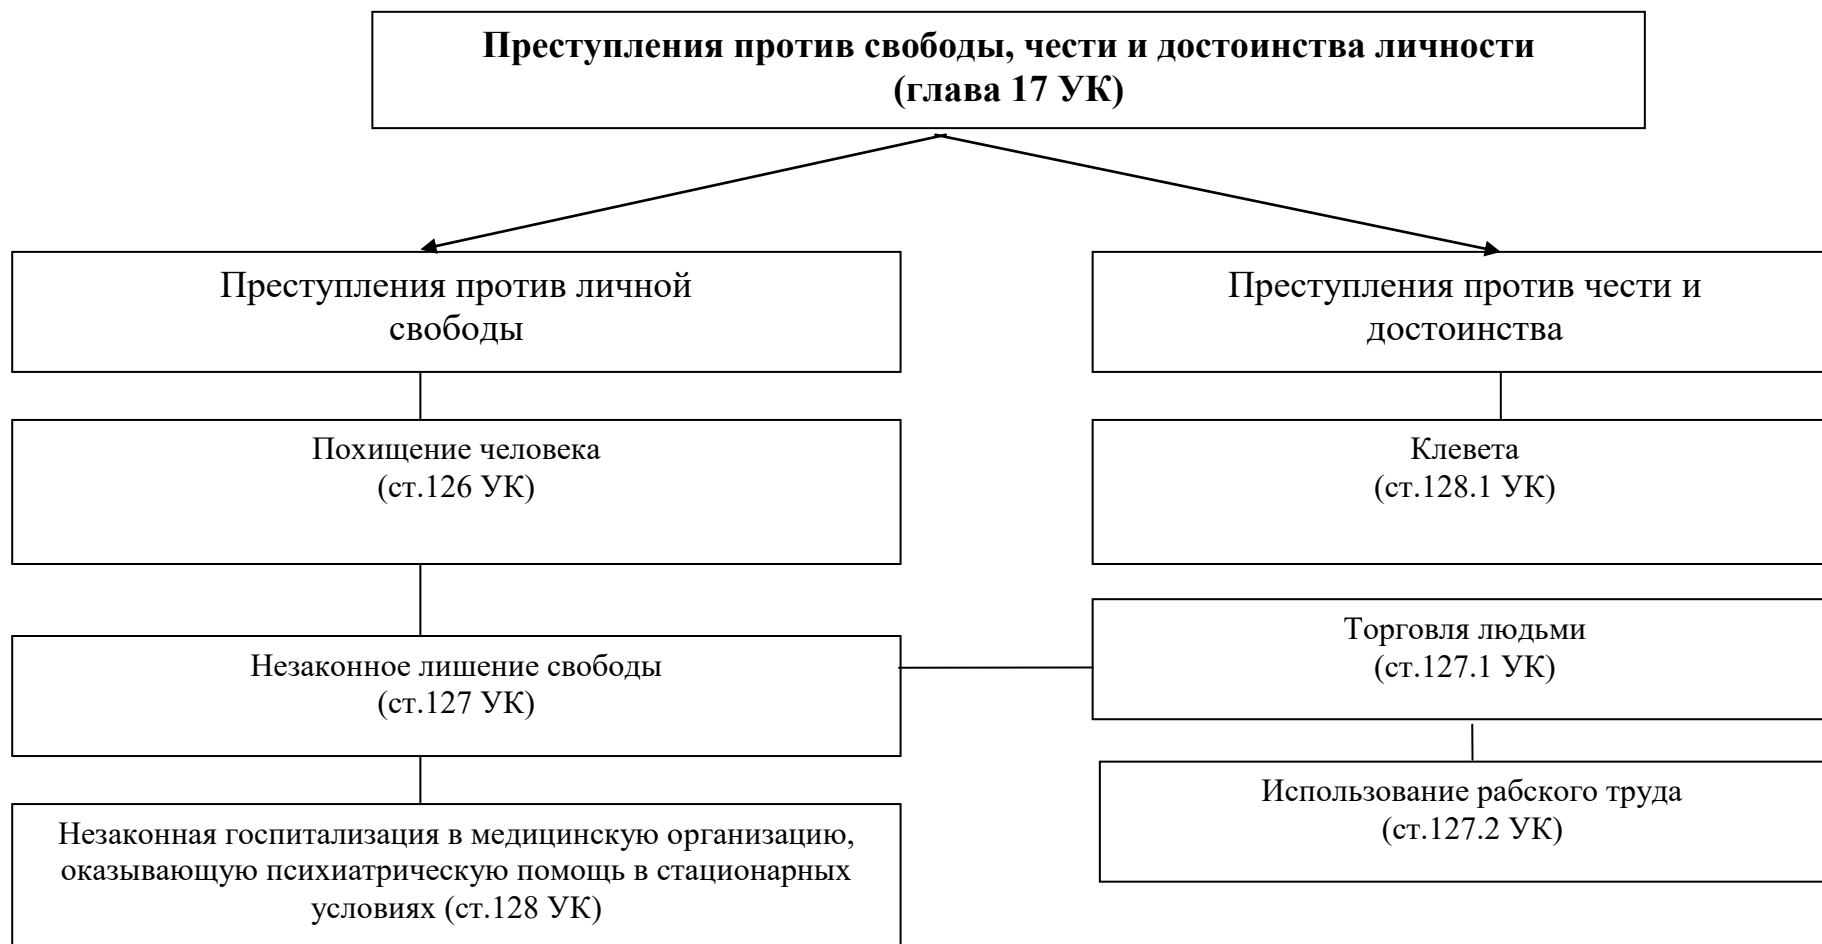 Преступления против свободы, чести и достоинства личности
(глава 17 УК)
Преступления против личной
свободы
Преступления против чести и
достоинства
Похищение человека
(ст.126 УК)
Клевета
(ст.128.1 УК)
Незаконное лишение свободы
(ст.127 УК)
Торговля людьми
(ст.127.1 УК)
Использование рабского труда
(ст.127.2 УК)
Незаконная госпитализация в медицинскую организацию,
оказывающую психиатрическую помощь в стационарных
условиях (ст.128 УК)